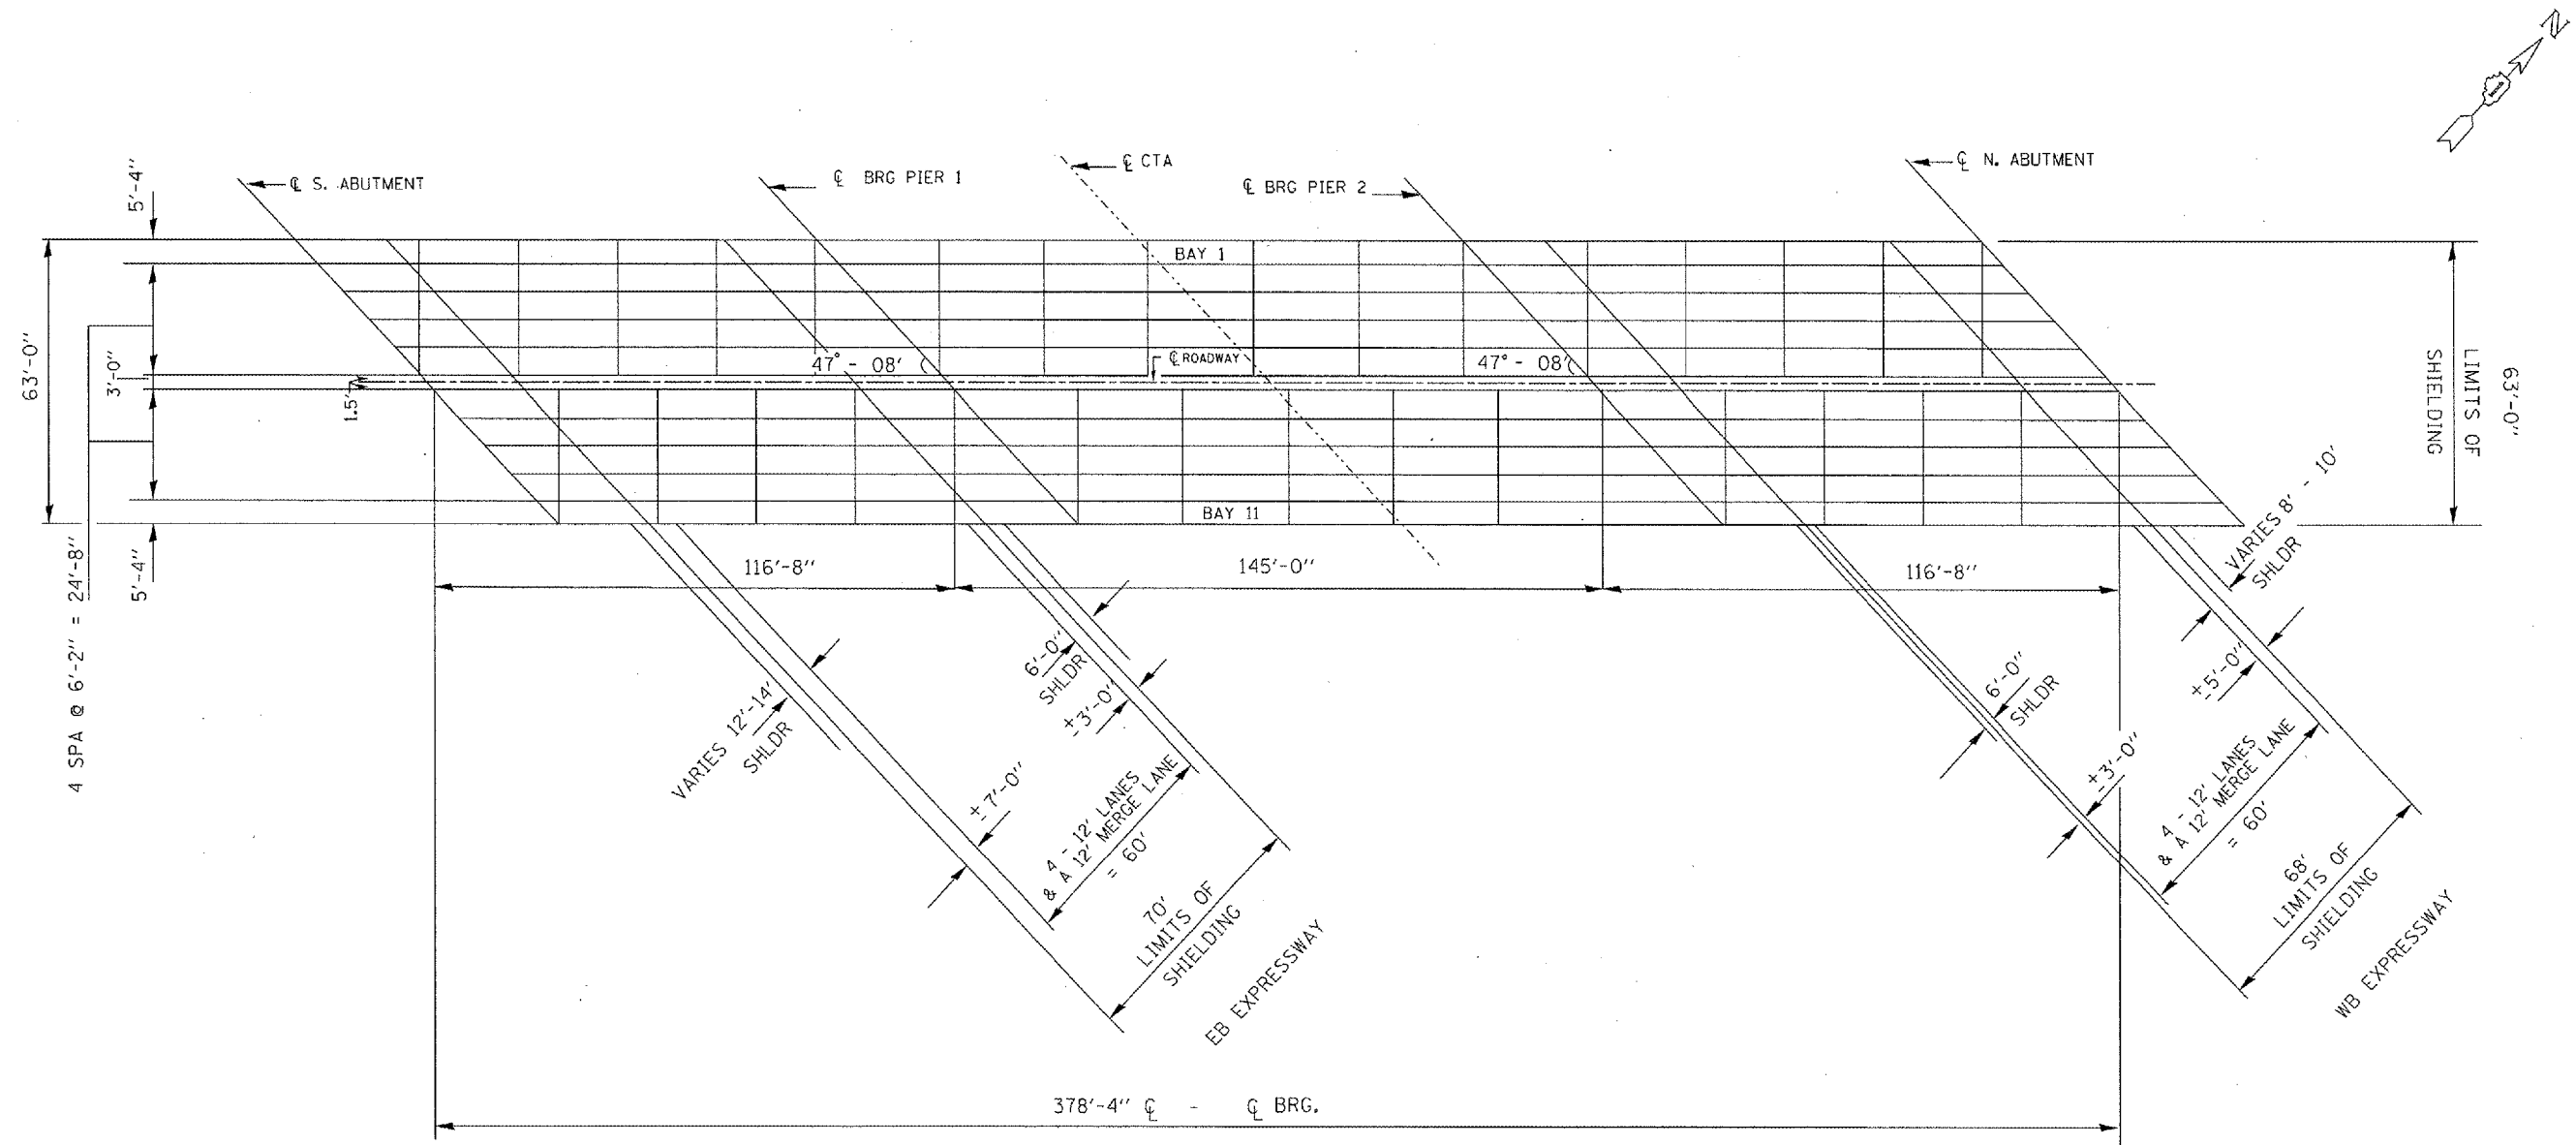 N
℄ S. ABUTMENT
℄ BRG PIER 1
℄ CTA
℄ BRG PIER 2
℄ N. ABUTMENT
5'-4"
BAY 1
63'-0"
3'-0"
1.5'
47° - 08'
℄ ROADWAY
47° - 08'
LIMITS OF
SHIELDING
63'-0"
BAY 11
4 SPA @ 6'-2" = 24'-8"
5'-4"
116'-8"
145'-0"
116'-8"
VARIES 8' - 10'
SHLDR
VARIES 12'-14'
SHLDR
6'-0"
SHLDR
±3'-0"
±7'-0"
4 - 12' LANES
& A 12' MERGE LANE
= 60'
70'
LIMITS OF
SHIELDING
EB EXPRESSWAY
6'-0"
SHLDR
±5'-0"
±3'-0"
4 - 12' LANES
& A 12' MERGE LANE
= 60'
68'
LIMITS OF
SHIELDING
WB EXPRESSWAY
378'-4" ℄ - ℄ BRG.